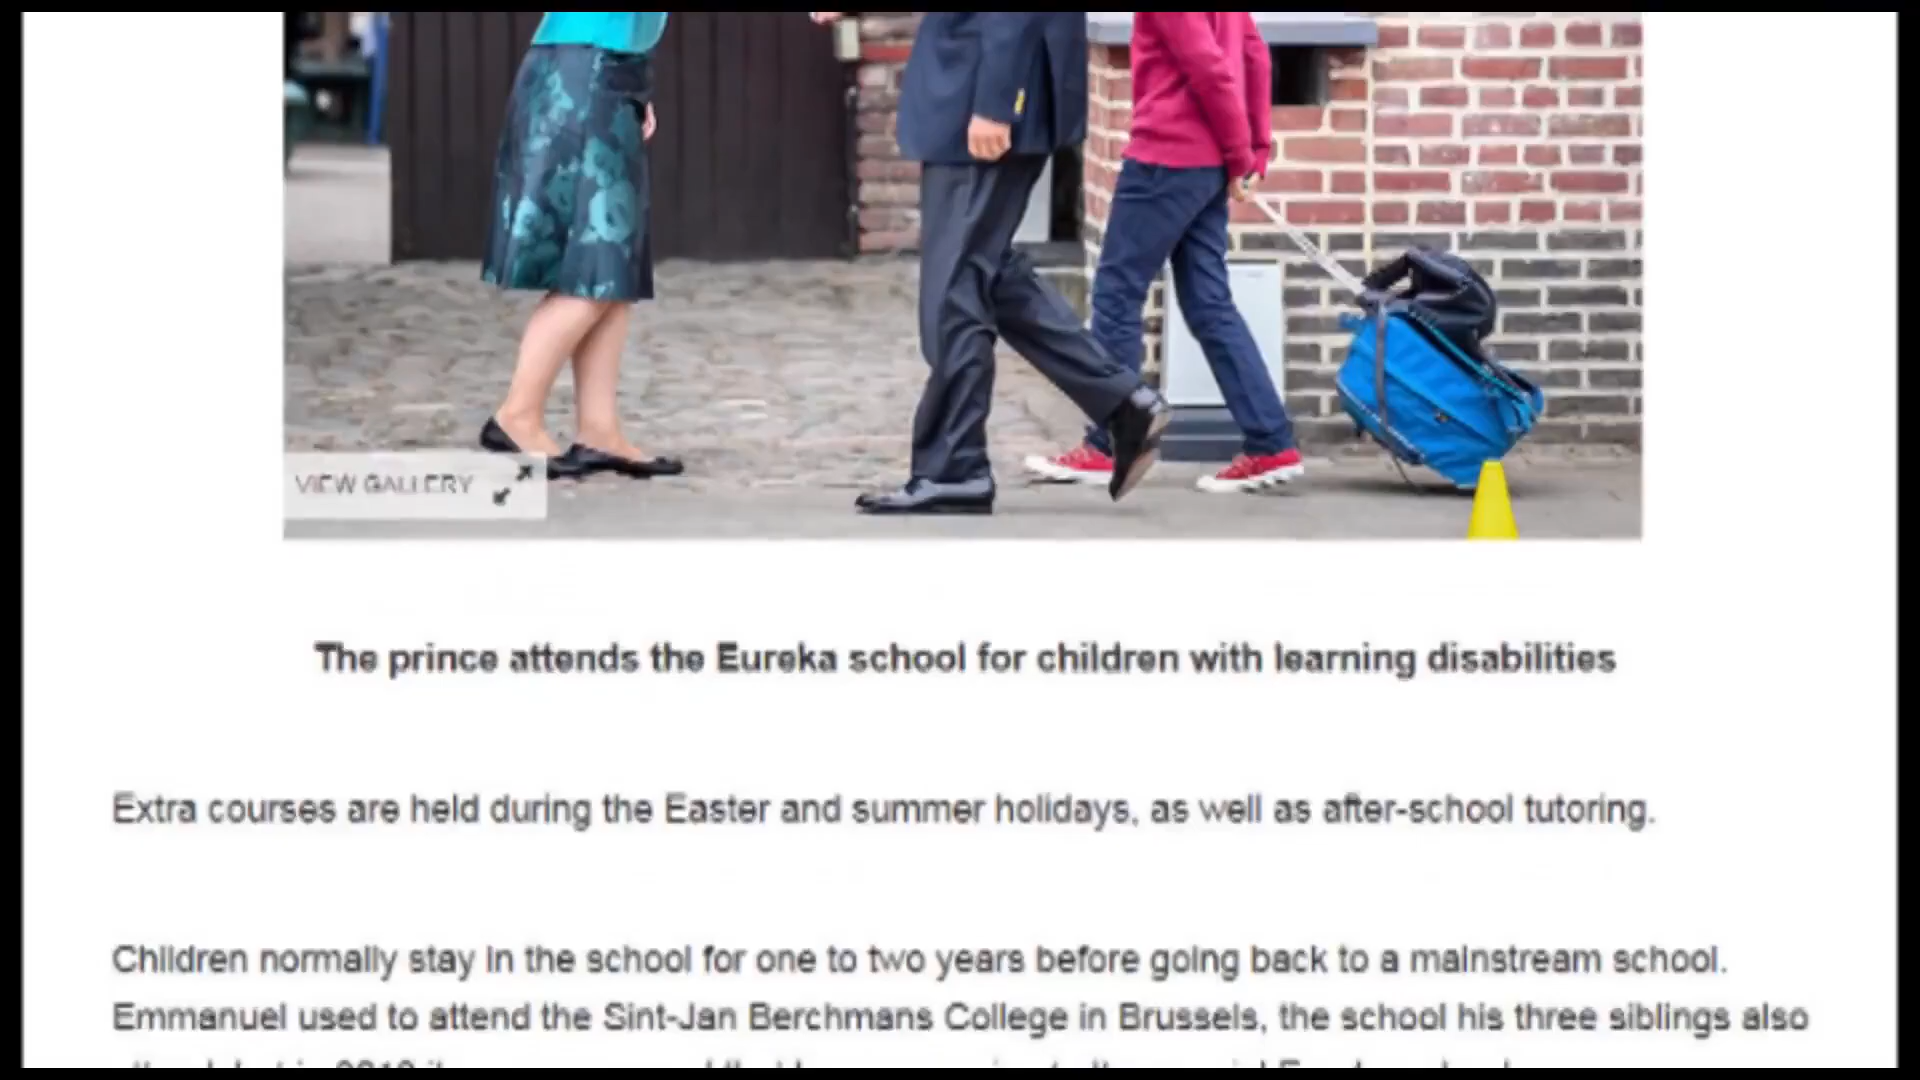 VIEW GALLERY
The prince attends the Eureka school for children with learning disabilities
Extra courses are held during the Easter and summer holidays, as well as after-school tutoring.
Children normally stay in the school for one to two years before going back to a mainstream school.
Emmanuel used to attend the Sint-Jan Berchmans College in Brussels, the school his three siblings also